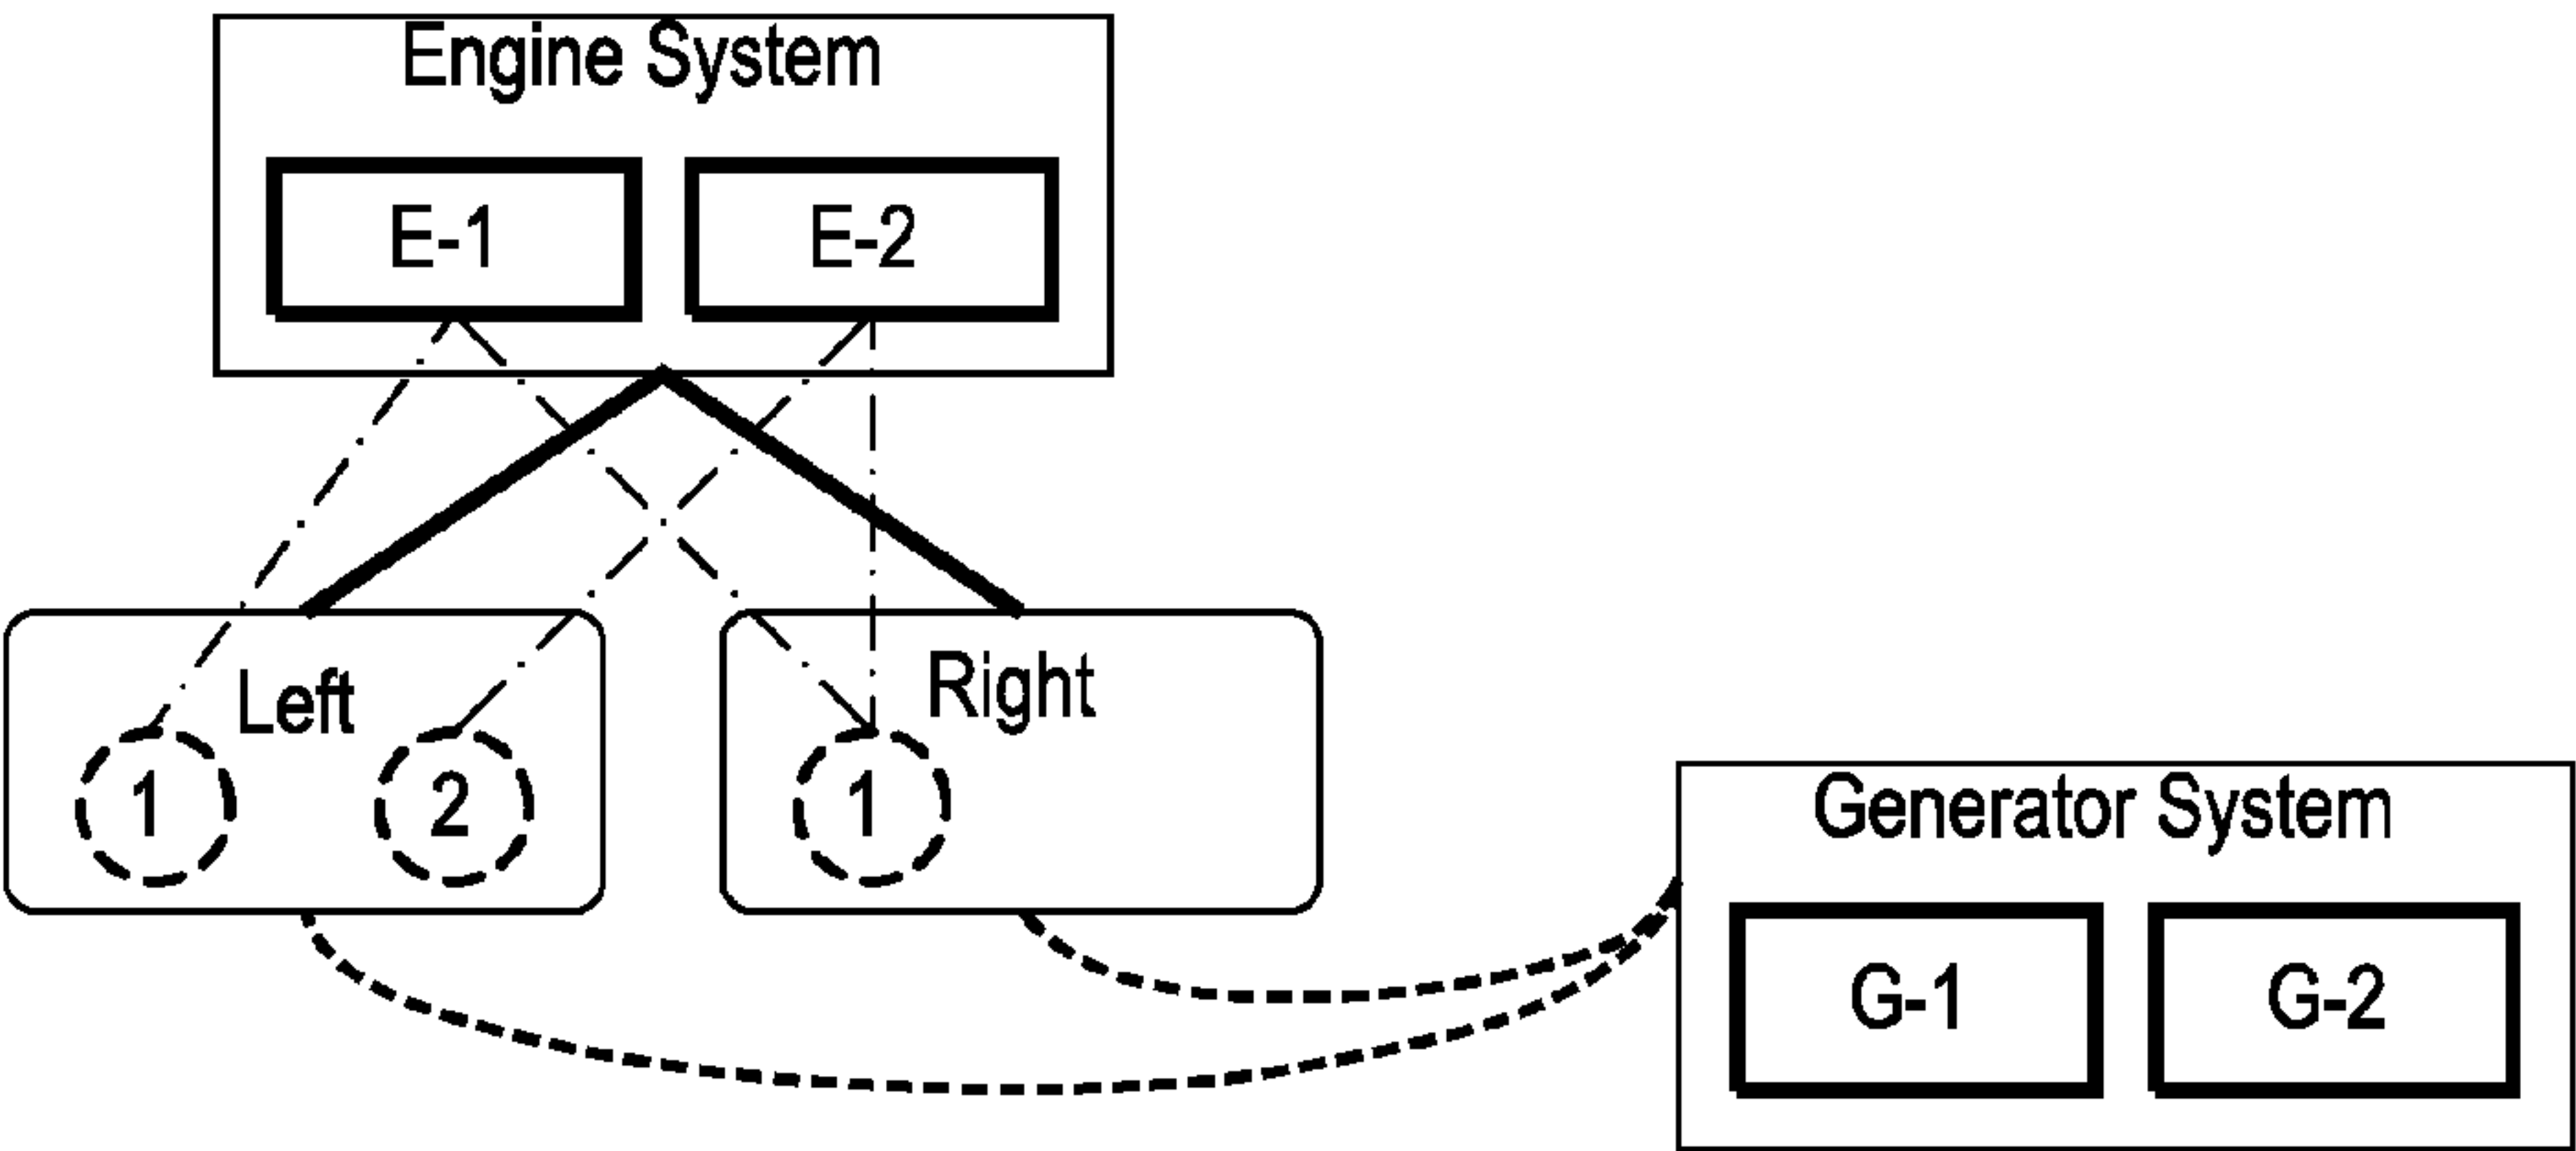 Engine System
E-1
E-2
Left
Right
1
2
1
Generator System
G-1
G-2